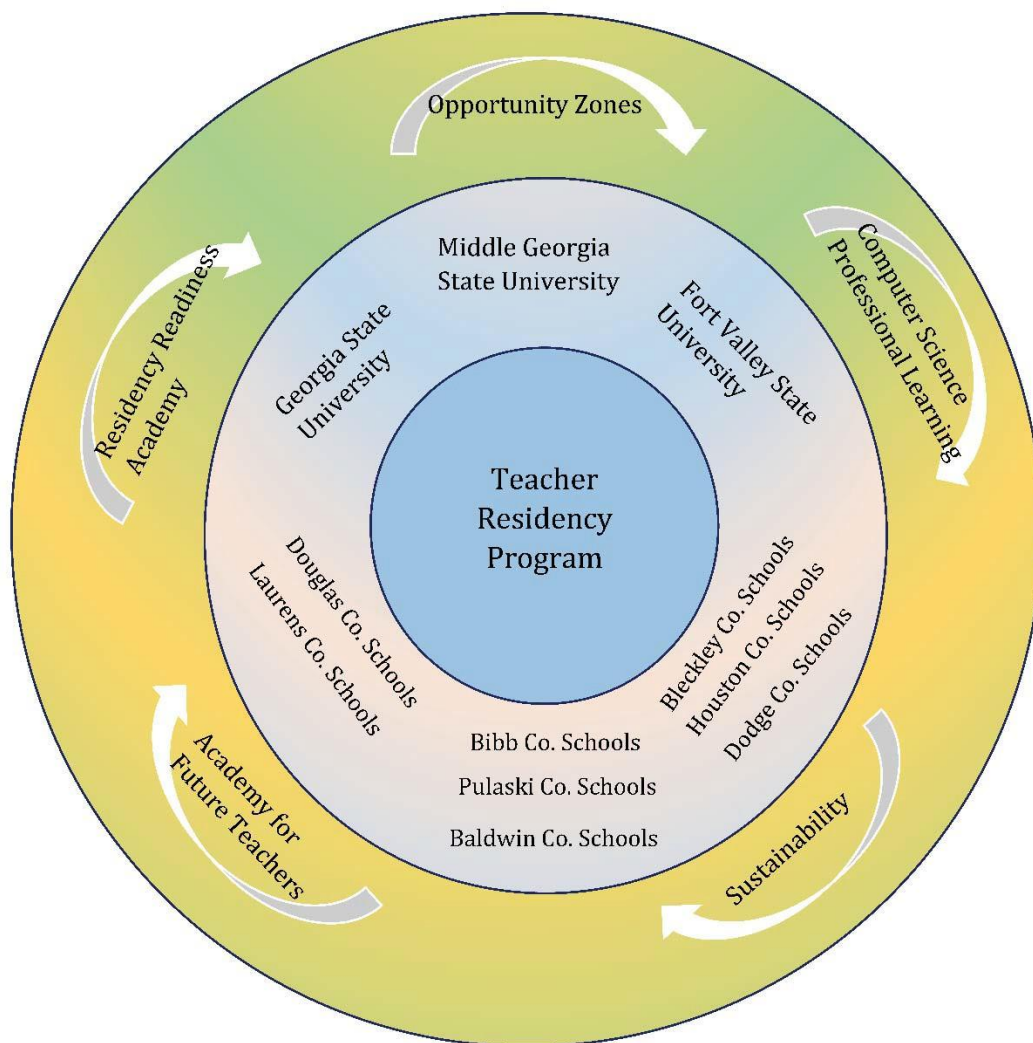 Opportunity Zones
Computer Science
Professional Learning
Sustainability
Academy for
Future Teachers
Residency Readiness
Academy
Middle Georgia
State University
Georgia State
University
Fort Valley State
University
Teacher
Residency
Program
Douglas Co. Schools
Laurens Co. Schools
Bleckley Co. Schools
Houston Co. Schools
Dodge Co. Schools
Bibb Co. Schools
Pulaski Co. Schools
Baldwin Co. Schools